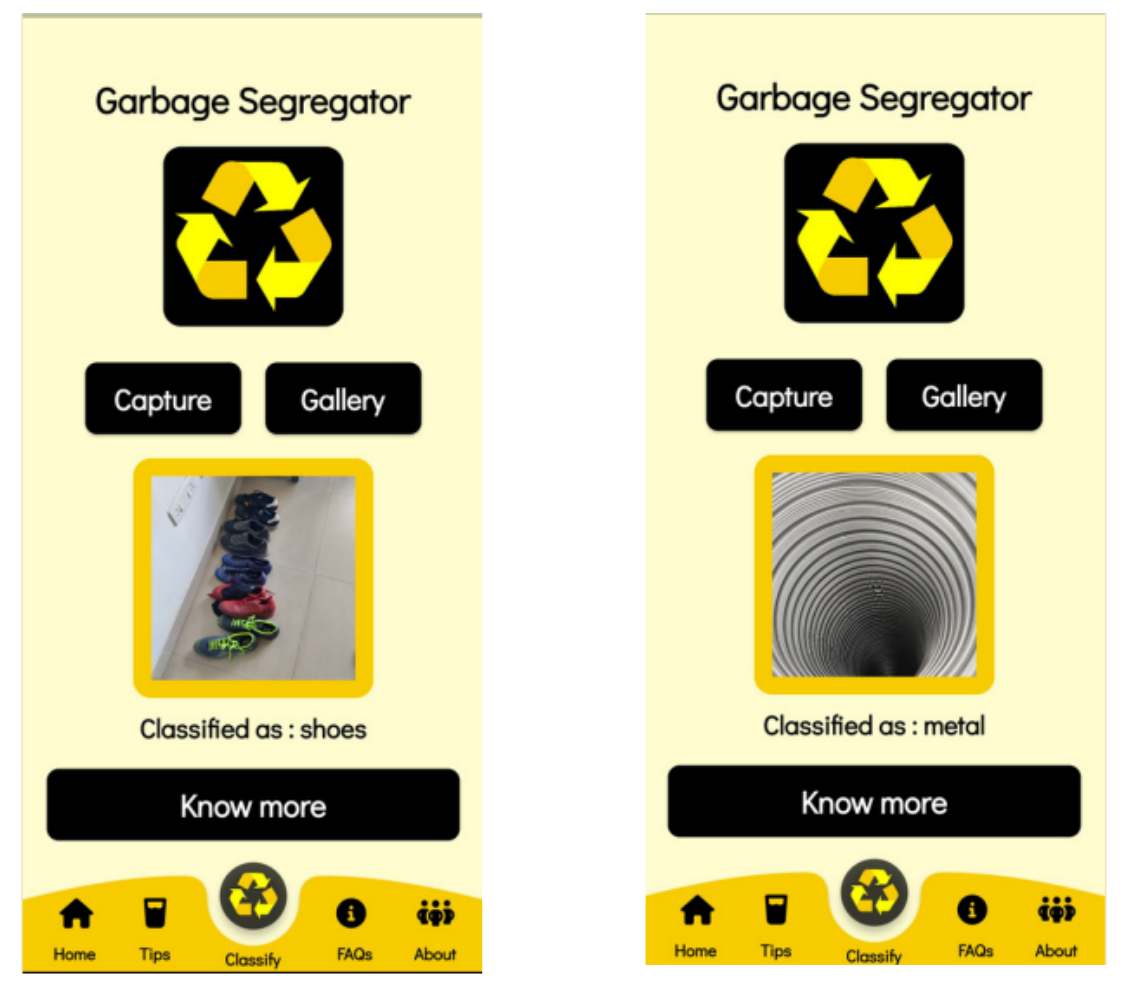 Garbage Segregator
Capture
Gallery
Classified as : shoes
Know more
Home
Tips
Classify
FAQs
About
Garbage Segregator
Capture
Gallery
Classified as : metal
Know more
Home
Tips
Classify
FAQs
About